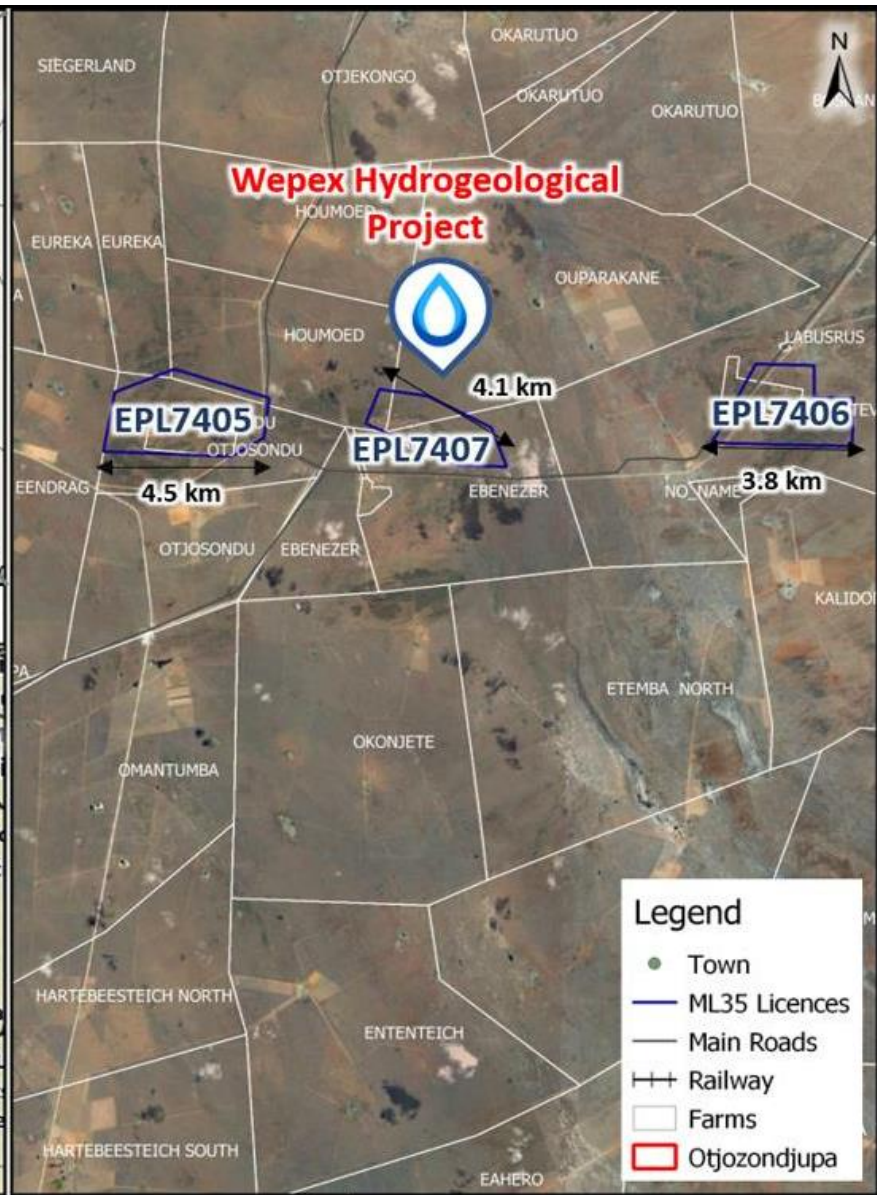 OKARUTUO
N
SIEGERLAND
OTJEKONGO
OKARUTUO
OKARUTUO
Wepex Hydrogeological
Project
HOUMOED
EUREKA
EUREKA
OUPARAKANE
HOUMOED
LABUSRUS
4.1 km
EPL7405
EPL7407
EPL7406
OTJOSONDU
EENDRAG
4.5 km
EBENEZER
NO_NAME
3.8 km
OTJOSONDU
EBENEZER
ETEMBA NORTH
OKONJETE
OMANTUMBA
Legend
Town
ML35 Licences
Main Roads
Railway
Farms
Otjozondjupa
HARTEBEESTEICH NORTH
ENTENTEICH
HARTEBEESTEICH SOUTH
EAHERO